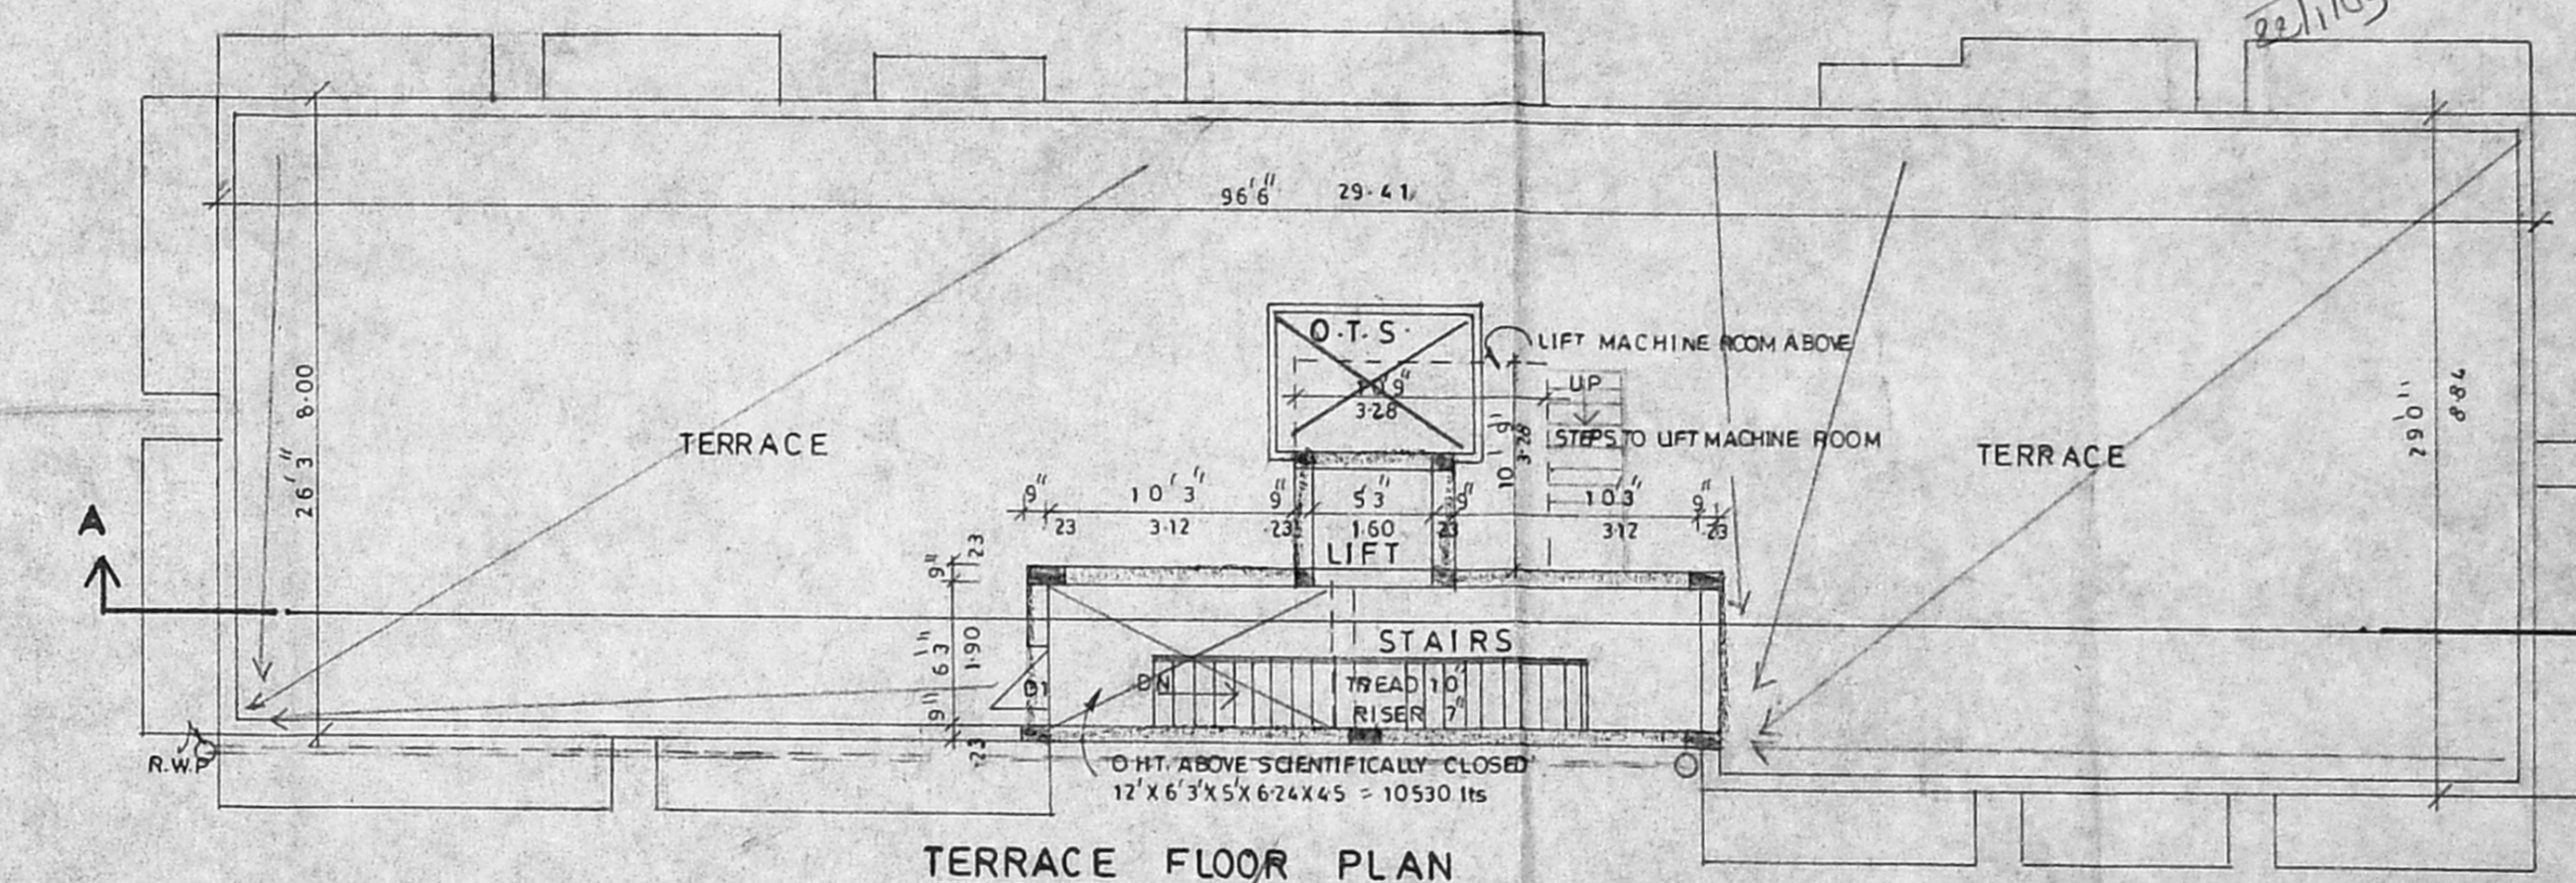 96'6" 29.41
O.T.S.
LIFT MACHINE ROOM ABOVE
10'9"
3.28
UP
10'9"
3.28
STEPS TO LIFT MACHINE ROOM
26'3" 8.00
TERRACE
TERRACE
29'0"
8.84
A
9" 10'3" 9" 5'3" 9" 10'3" 9"
23 3.12 .23 1.60 23 3.12 .23
LIFT
9" 23
6'3" 1.90
9" .23
STAIRS
D1
DN
TREAD 10"
RISER 7"
R.W.P
O.H.T. ABOVE SCIENTIFICALLY CLOSED
12'X 6'3"X5'X 6.24X4.5 = 10530 lts
TERRACE FLOOR PLAN